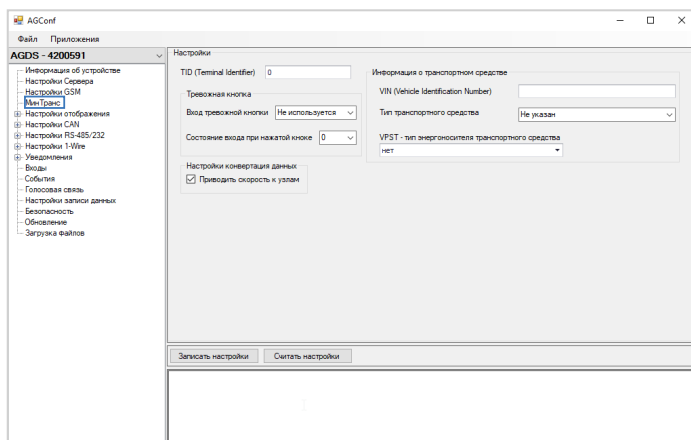 AGConf
Файл Приложения
AGDS - 4200591
Информация об устройстве
Настройки Сервера
Настройки GSM
МинТранс
Настройки отображения
Настройки CAN
Настройки RS-485/232
Настройки 1-Wire
Уведомления
Входы
События
Голосовая связь
Настройки записи данных
Безопасность
Обновление
Загрузка файлов
Настройки
TID (Teminal Identifier) 0
Тревожная кнопка
Вход тревожной кнопки Не используется
Состояние входа при нажатой кноке 0
Настройки конвертация данных
Приводить скорость к узлам
Информация о транспортном средстве
VIN (Vehicle Identification Number)
Тип транспортного средства Не указан
VPST - тип энергоносителя транспортного средства
нет
Записать настройки Считать настройки